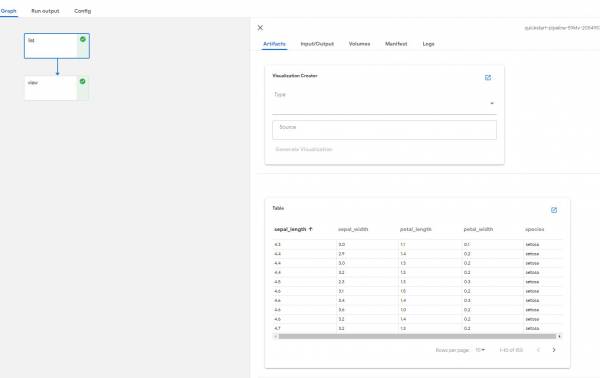 Graph Run output Config
list
view
Artifacts Input/Output Volumes Manifest Logs
Visualization Creator
Type
Source
Generate Visualization
Table
sepal_length sepal_width petal_length petal_width species
4.3 3.0 1.1 0.1 setosa
4.4 2.9 1.4 0.2 setosa
4.4 3.0 1.3 0.2 setosa
4.4 3.2 1.3 0.2 setosa
4.5 2.3 1.3 0.3 setosa
4.6 3.1 1.5 0.2 setosa
4.6 3.4 1.4 0.3 setosa
4.6 3.6 1.0 0.2 setosa
4.6 3.2 1.4 0.2 setosa
4.7 3.2 1.3 0.2 setosa
Rows per page: 10 1-10 of 150